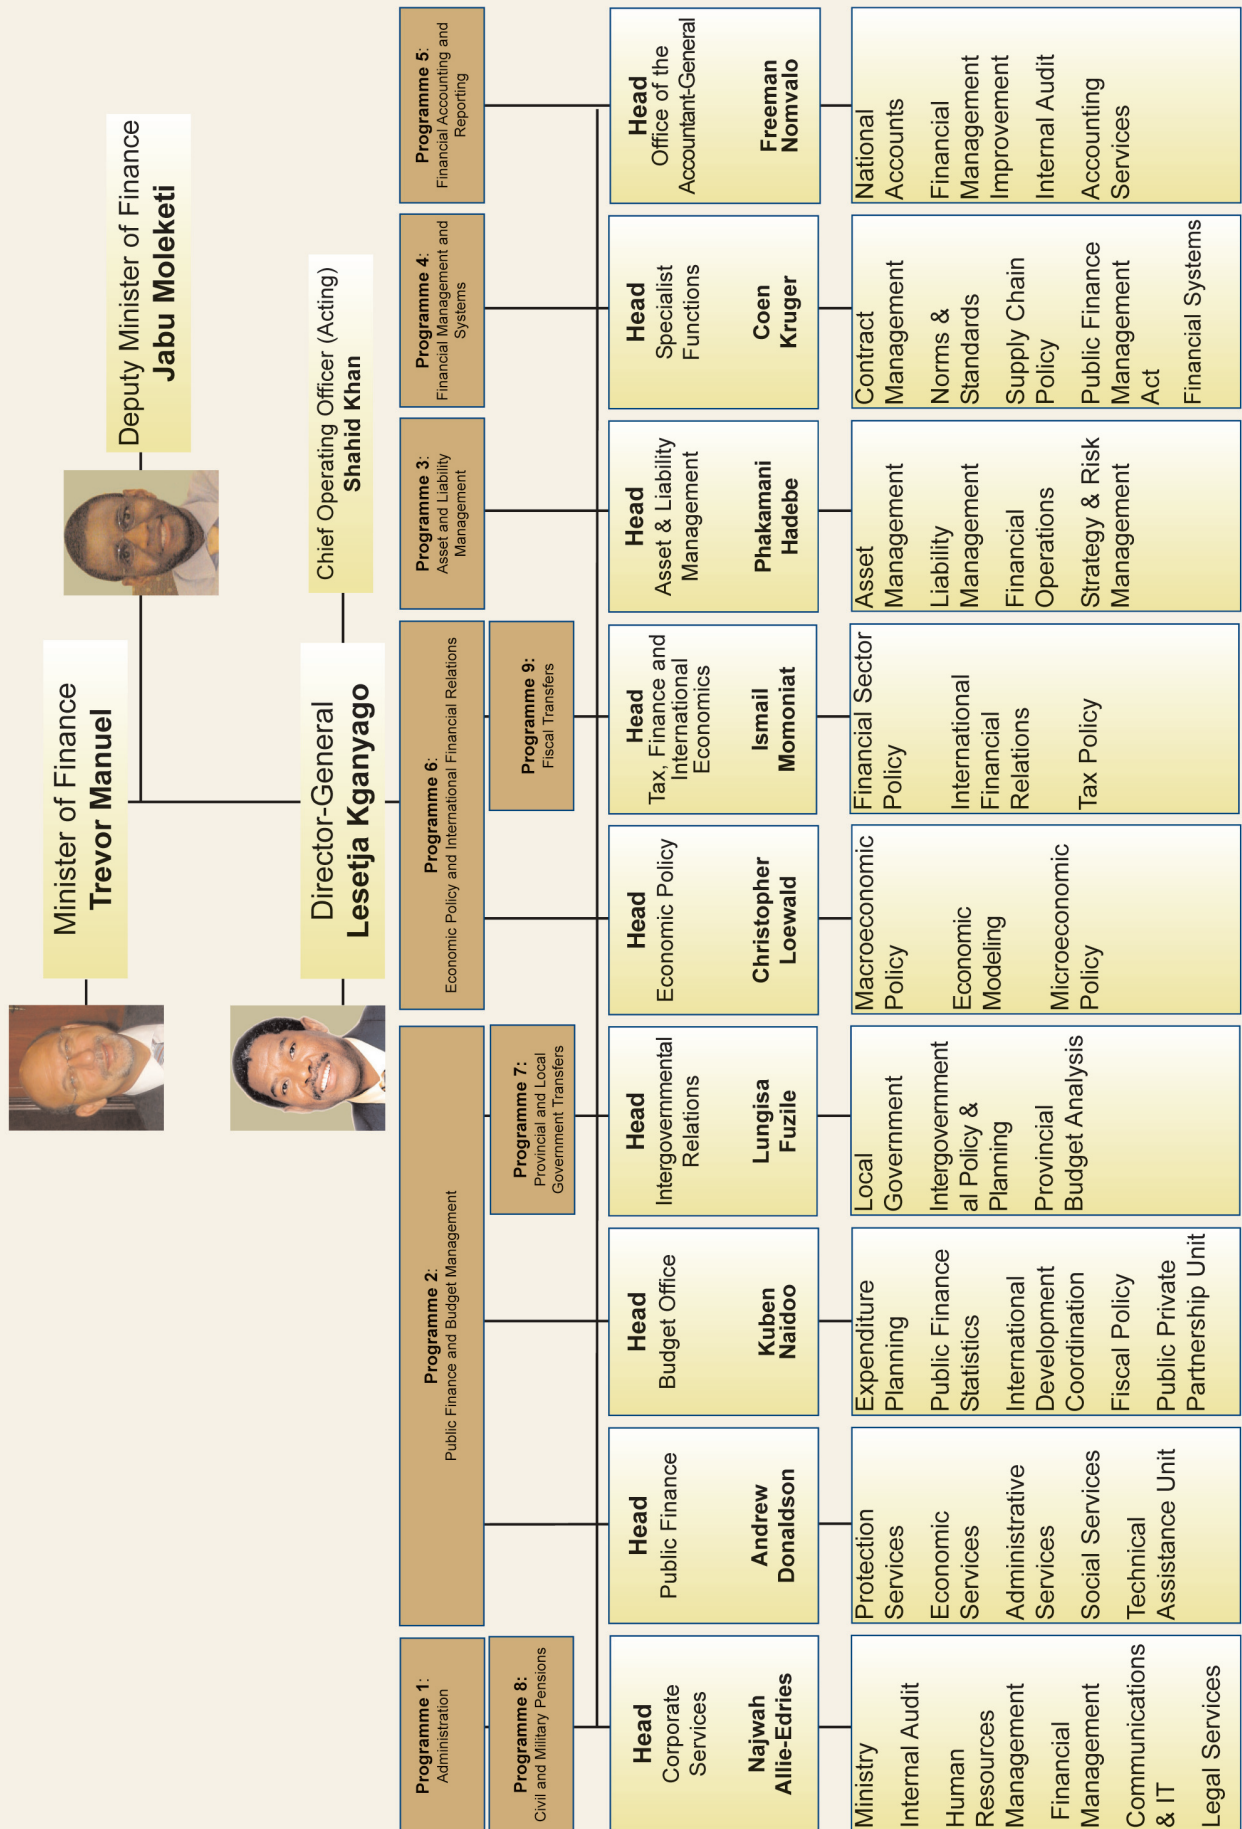 Minister of Finance
Trevor Manuel
Deputy Minister of Finance
Jabu Moleketi
Director-General
Lesetja Kganyago
Chief Operating Officer (Acting)
Shahid Khan
Programme 1:
Administration
Programme 8:
Civil and Military Pensions
Programme 2:
Public Finance and Budget Management
Programme 7:
Provincial and Local
Government Transfers
Programme 6:
Economic Policy and International Financial Relations
Programme 9:
Fiscal Transfers
Programme 3:
Asset and Liability
Management
Programme 4:
Financial Management and
Systems
Programme 5:
Financial Accounting and
Reporting
Head
Corporate
Services
Najwah
Allie-Edries
Head
Public Finance
Andrew
Donaldson
Head
Budget Office
Kuben
Naidoo
Head
Intergovernmental
Relations
Lungisa
Fuzile
Head
Economic Policy
Christopher
Loewald
Head
Tax, Finance and
International
Economics
Ismail
Momoniat
Head
Asset & Liability
Management
Phakamani
Hadebe
Head
Specialist
Functions
Coen
Kruger
Head
Office of the
Accountant-General
Freeman
Nomvalo
Ministry
Internal Audit
Human
Resources
Management
Financial
Management
Communications
& IT
Legal Services
Protection
Services
Economic
Services
Administrative
Services
Social Services
Technical
Assistance Unit
Expenditure
Planning
Public Finance
Statistics
International
Development
Coordination
Fiscal Policy
Public Private
Partnership Unit
Local
Government
Intergovernment
al Policy &
Planning
Provincial
Budget Analysis
Macroeconomic
Policy
Economic
Modeling
Microeconomic
Policy
Financial Sector
Policy
International
Financial
Relations
Tax Policy
Asset
Management
Liability
Management
Financial
Operations
Strategy & Risk
Management
Contract
Management
Norms &
Standards
Supply Chain
Policy
Public Finance
Management
Act
Financial Systems
National
Accounts
Financial
Management
Improvement
Internal Audit
Accounting
Services